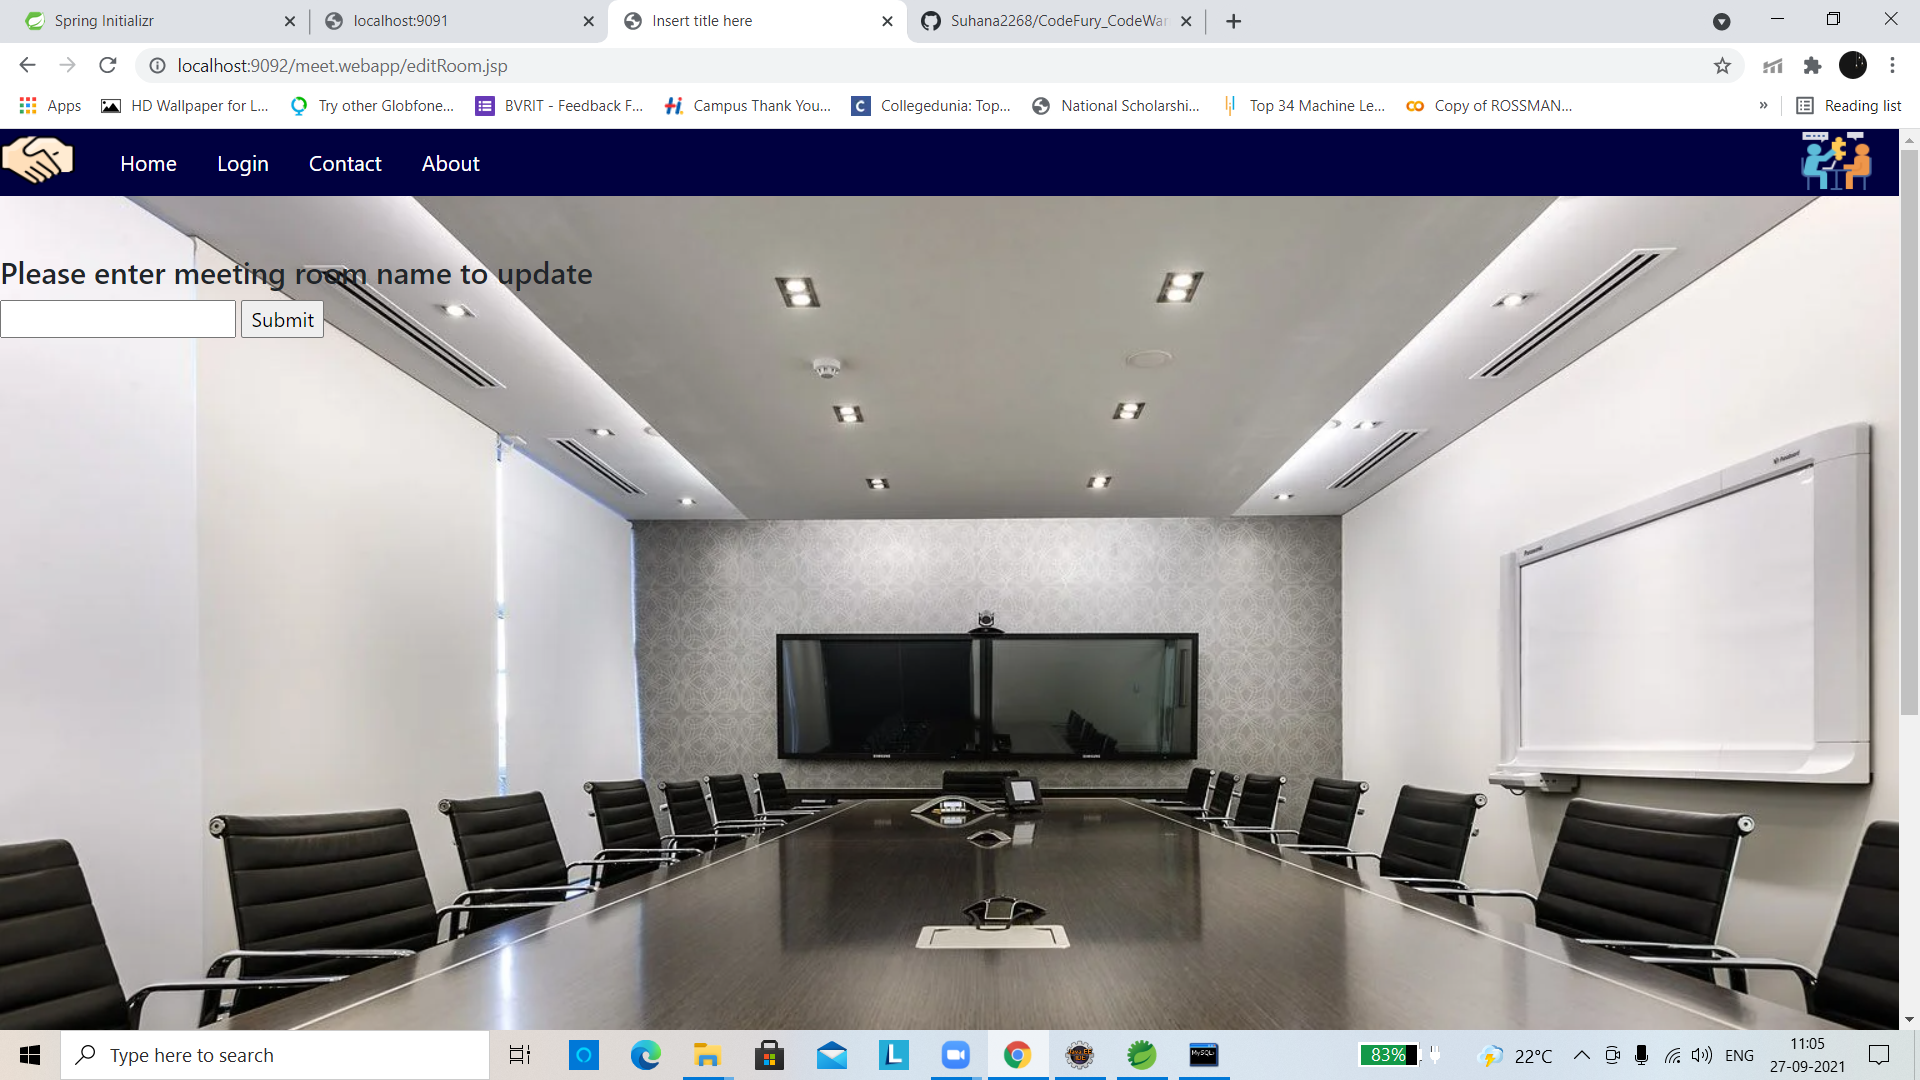 Spring Initializr
localhost:9091
Insert title here
Suhana2268/CodeFury_CodeWar
localhost:9092/meet.webapp/editRoom.jsp
Apps
HD Wallpaper for L...
Try other Globfone...
BVRIT - Feedback F...
Campus Thank You...
Collegedunia: Top...
National Scholarshi...
Top 34 Machine Le...
Copy of ROSSMAN...
»
Reading list
Home
Login
Contact
About
Please enter meeting room name to update
Submit
Panasonic
SAMSUNG
SAMSUNG
Type here to search
83%
22°C
ENG
11:05
27-09-2021